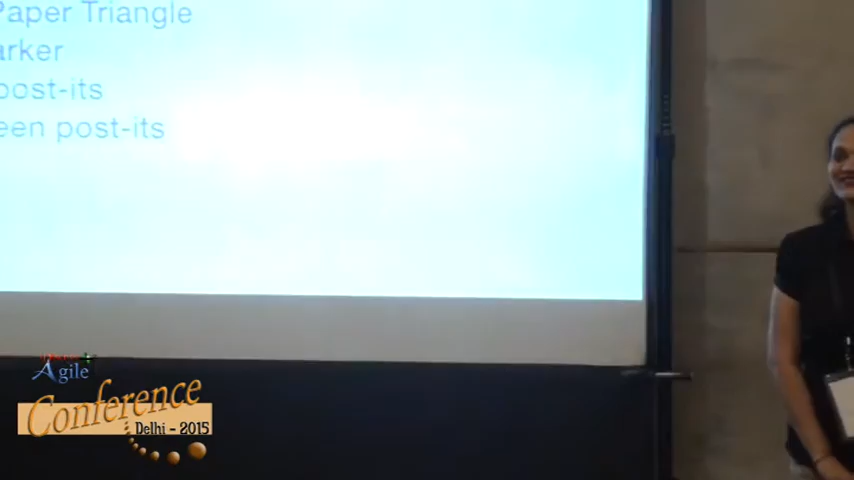 Paper Triangle
arker
post-its
een post-its
Agile
Conference
Delhi - 2015